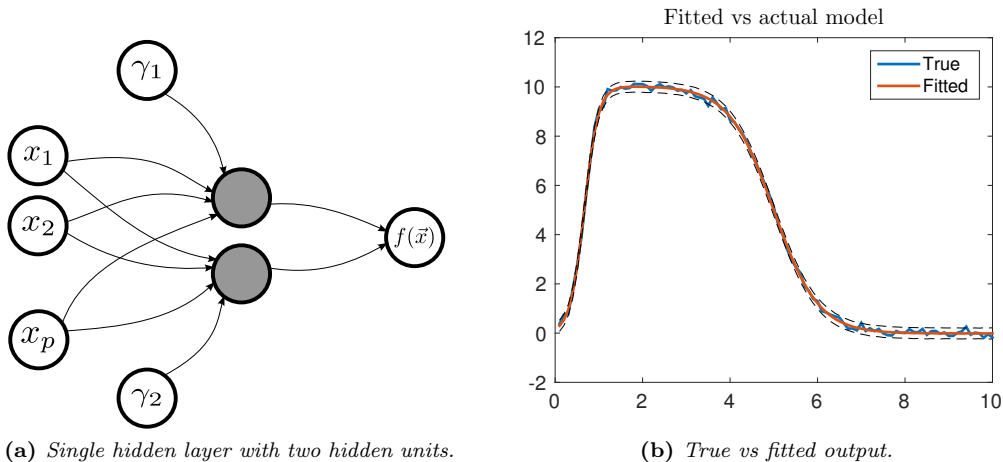 γ1
x1
x2
xp
γ2
f(x⃗)
(a) Single hidden layer with two hidden units.
Fitted vs actual model
12
10
8
6
4
2
0
-2
0 2 4 6 8 10
True
Fitted
(b) True vs fitted output.